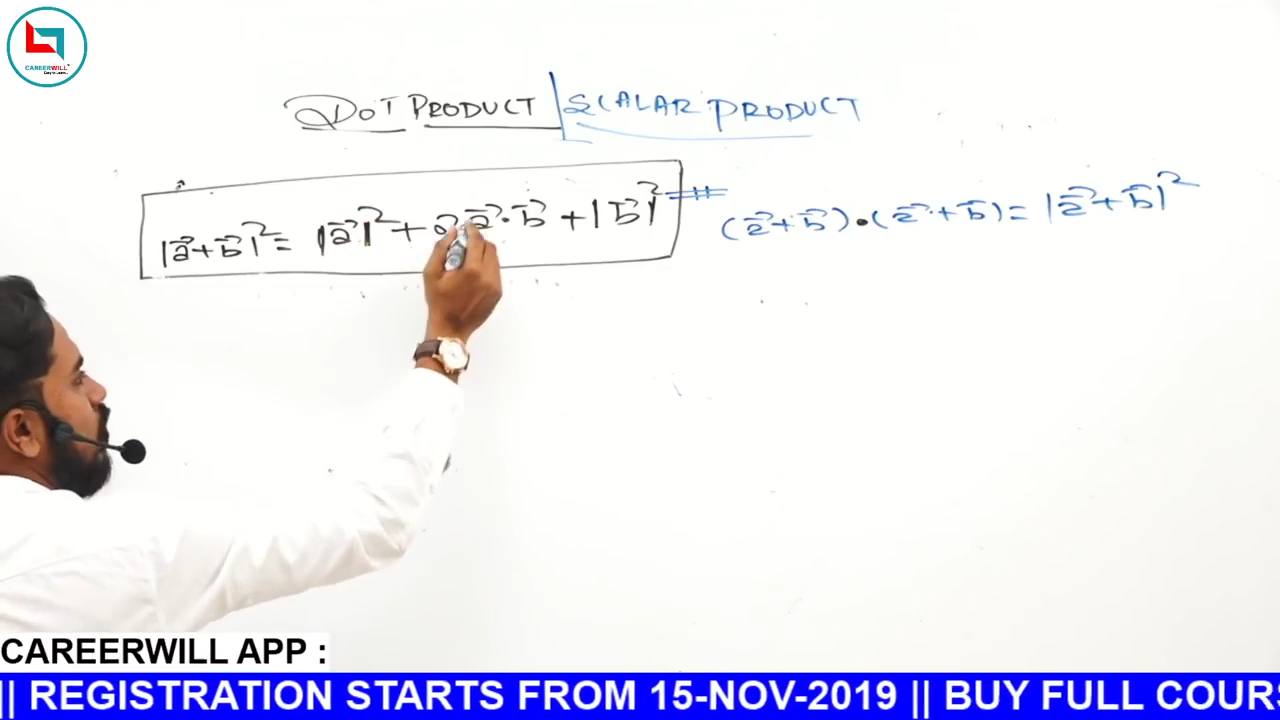 CAREERWILL
DOT PRODUCT | SCALAR PRODUCT
|a⃗+b⃗|² = |a⃗|² + 2a⃗·b⃗ + |b⃗|²
(a⃗+b⃗)·(a⃗+b⃗) = |a⃗+b⃗|²
CAREERWILL APP :
|| REGISTRATION STARTS FROM 15-NOV-2019 || BUY FULL COUR